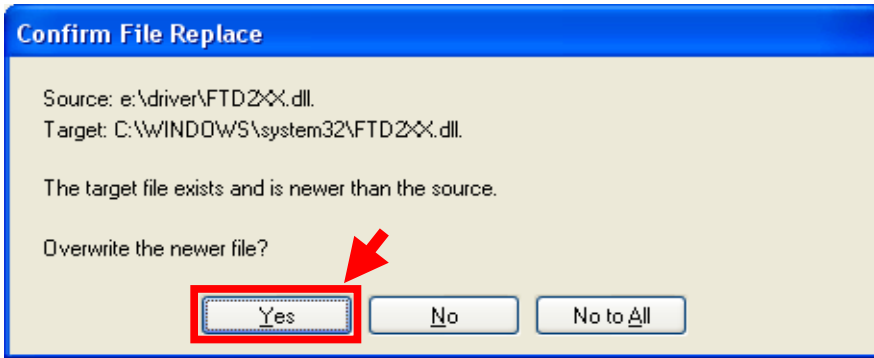 Confirm File Replace
Source: e:\driver\FTD2XX.dll.
Target: C:\WINDOWS\system32\FTD2XX.dll.
The target file exists and is newer than the source.
Overwrite the newer file?
Yes No No to All